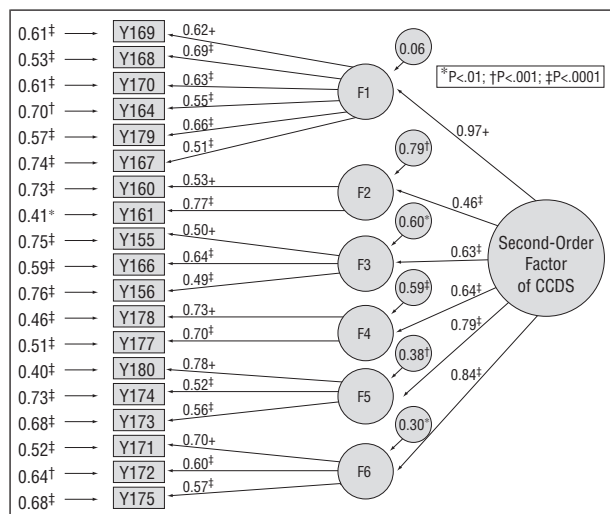 0.61‡ Y169 0.62+ 0.06
0.53‡ Y168 0.69‡
*P<.01; †P<.001; ‡P<.0001
0.61‡ Y170 0.63‡ F1
0.70† Y164 0.55‡
0.57‡ Y179 0.66‡ 0.97+
0.74‡ Y167 0.51‡ 0.79†
0.73‡ Y160 0.53+ F2 0.46‡
0.41* Y161 0.77‡ 0.60*
0.75‡ Y155 0.50+
0.59‡ Y166 0.64‡ F3 0.63‡
0.76‡ Y156 0.49‡ 0.59‡ 0.64‡
Second-Order
Factor
of CCDS
0.46‡ Y178 0.73+ F4
0.51‡ Y177 0.70‡ 0.79‡
0.40‡ Y180 0.78+ 0.38†
0.73‡ Y174 0.52‡ F5 0.84‡
0.68‡ Y173 0.56‡ 0.30*
0.52‡ Y171 0.70+
0.64† Y172 0.60‡ F6
0.68‡ Y175 0.57‡